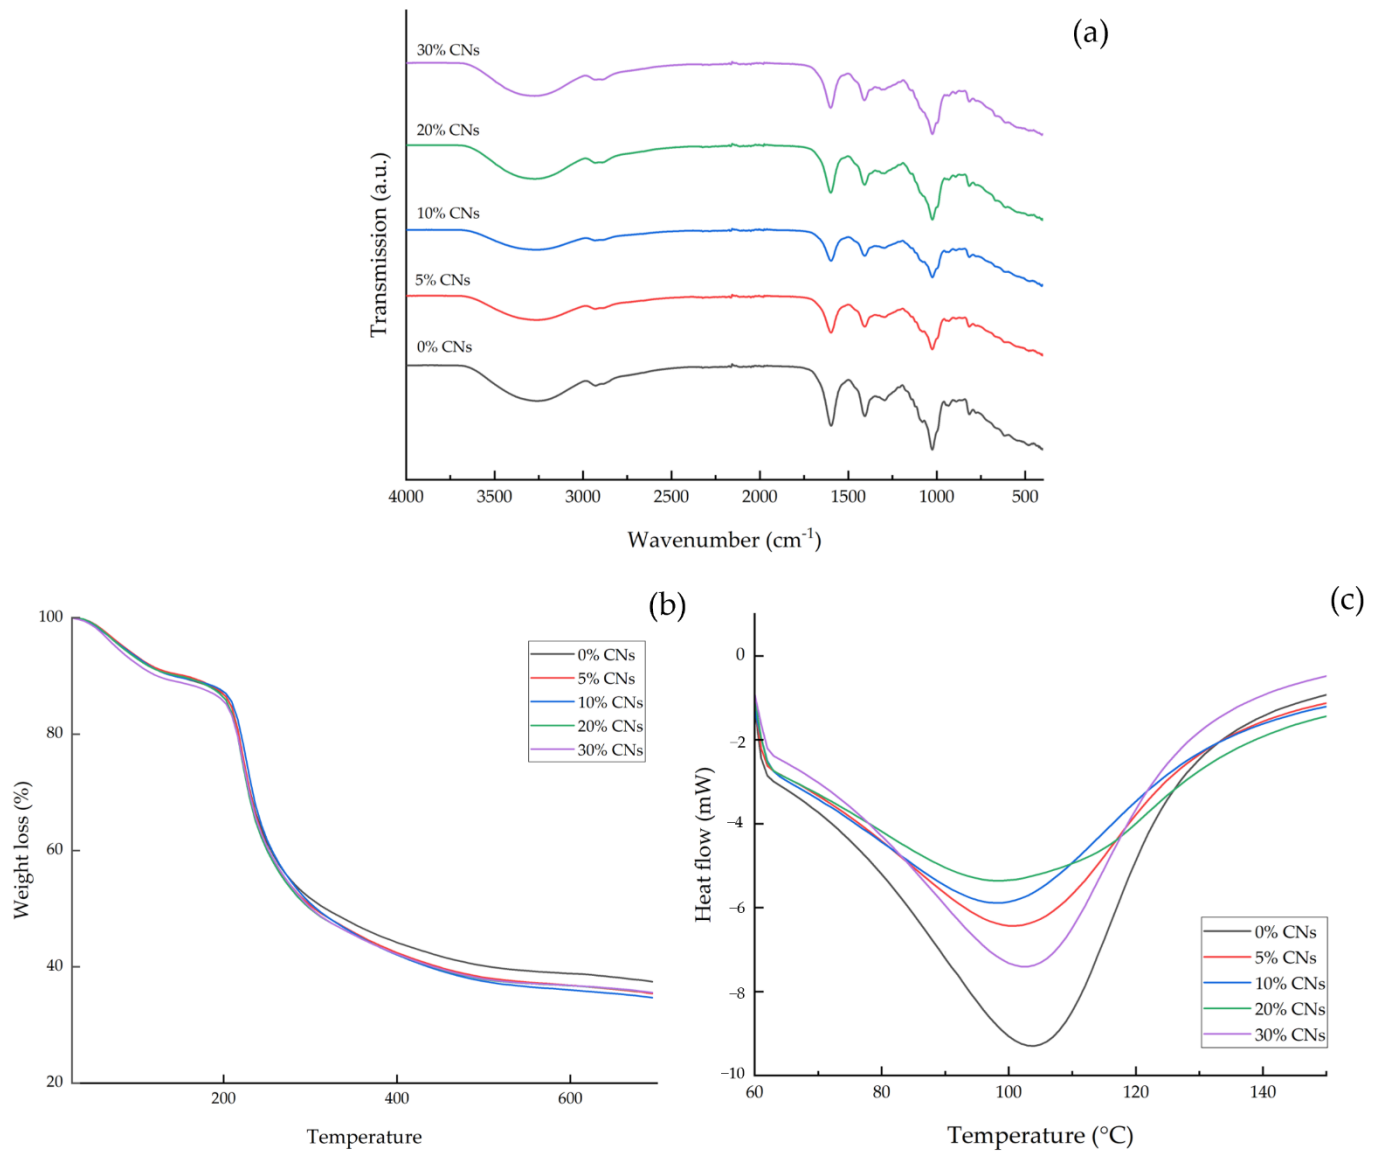 (a)
30% CNs
20% CNs
10% CNs
5% CNs
0% CNs
Transmission (a.u.)
4000 3500 3000 2500 2000 1500 1000 500
Wavenumber (cm⁻¹)
(b)
100
80
60
40
20
Weight loss (%)
0% CNs
5% CNs
10% CNs
20% CNs
30% CNs
200 400 600
Temperature
(c)
0
−2
−4
−6
−8
−10
Heat flow (mW)
0% CNs
5% CNs
10% CNs
20% CNs
30% CNs
60 80 100 120 140
Temperature (°C)